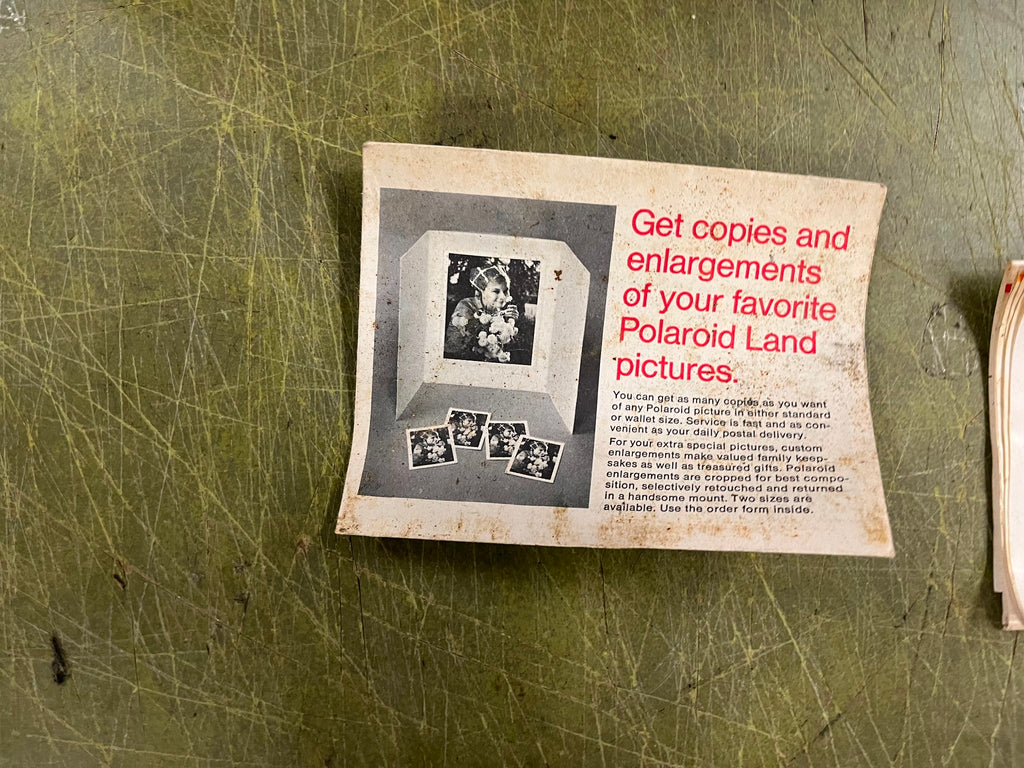 Get copies and
enlargements
of your favorite
Polaroid Land
pictures.
You can get as many copies as you want
of any Polaroid picture in either standard
or wallet size. Service is fast and as con-
venient as your daily postal delivery.
For your extra special pictures, custom
enlargements make valued family keep-
sakes as well as treasured gifts. Polaroid
enlargements are cropped for best compo-
sition, selectively retouched and returned
in a handsome mount. Two sizes are
available. Use the order form inside.